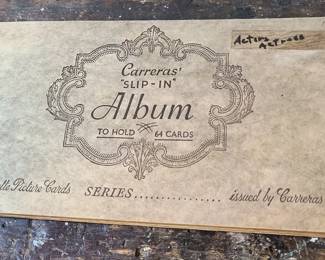 Actors
Actress
Carreras'
"SLIP-IN"
Album
TO HOLD 64 CARDS
Picture Cards SERIES............... issued by Carreras